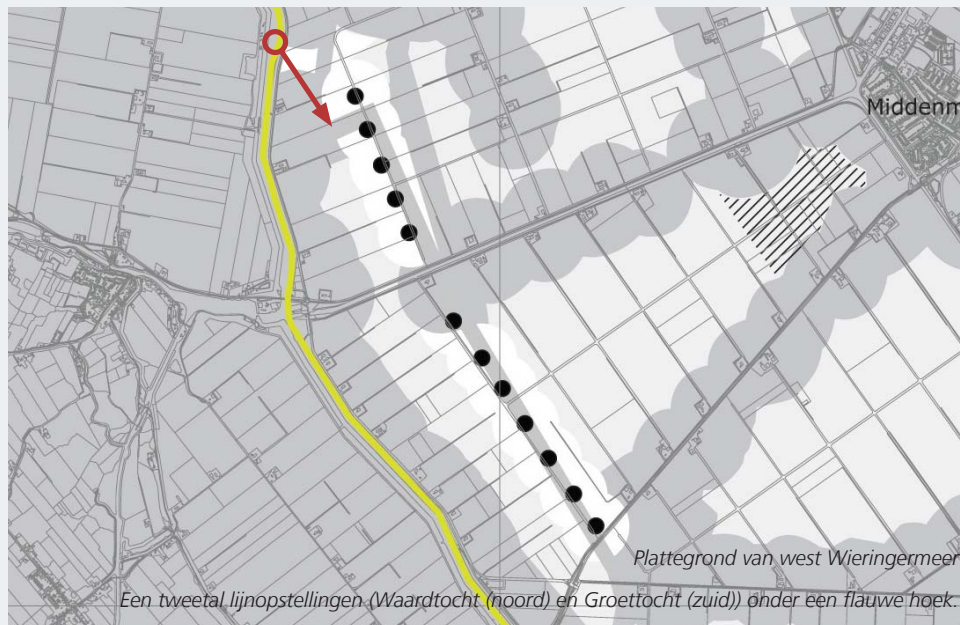 Middenm
Plattegrond van west Wieringermeer
Een tweetal lijnopstellingen (Waardtocht (noord) en Groettocht (zuid)) onder een flauwe hoek.